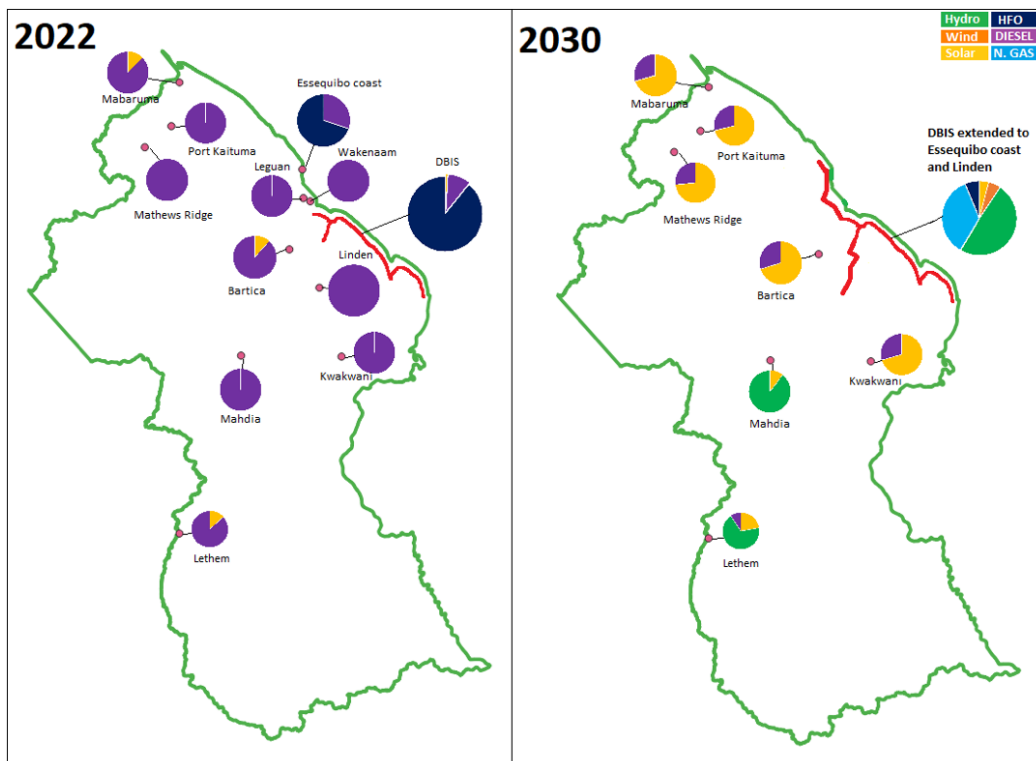 2022
Mabaruma
Port Kaituma
Mathews Ridge
Essequibo coast
Leguan
Wakenaam
DBIS
Bartica
Linden
Kwakwani
Mahdia
Lethem
2030
Hydro HFO
Wind DIESEL
Solar N. GAS
Mabaruma
Port Kaituma
DBIS extended to
Essequibo coast
and Linden
Mathews Ridge
Bartica
Kwakwani
Mahdia
Lethem